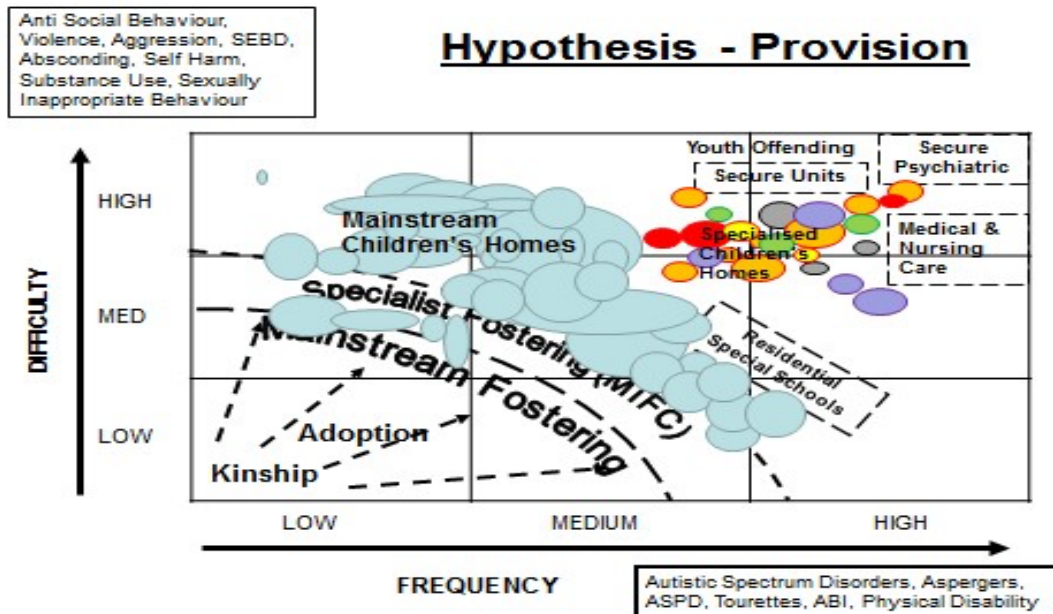 Anti Social Behaviour,
Violence, Aggression, SEBD,
Absconding, Self Harm,
Substance Use, Sexually
Inappropriate Behaviour
Hypothesis - Provision
Youth Offending
Secure Units
Secure
Psychiatric
HIGH
Mainstream
Children's Homes
Specialised
Children's
Homes
Medical &
Nursing
Care
MED
DIFFICULTY
Specialist Fostering (MTFC)
Mainstream Fostering
Residential
Special Schools
LOW
Adoption
Kinship
LOW
MEDIUM
HIGH
FREQUENCY
Autistic Spectrum Disorders, Aspergers,
ASPD, Tourettes, ABI, Physical Disability